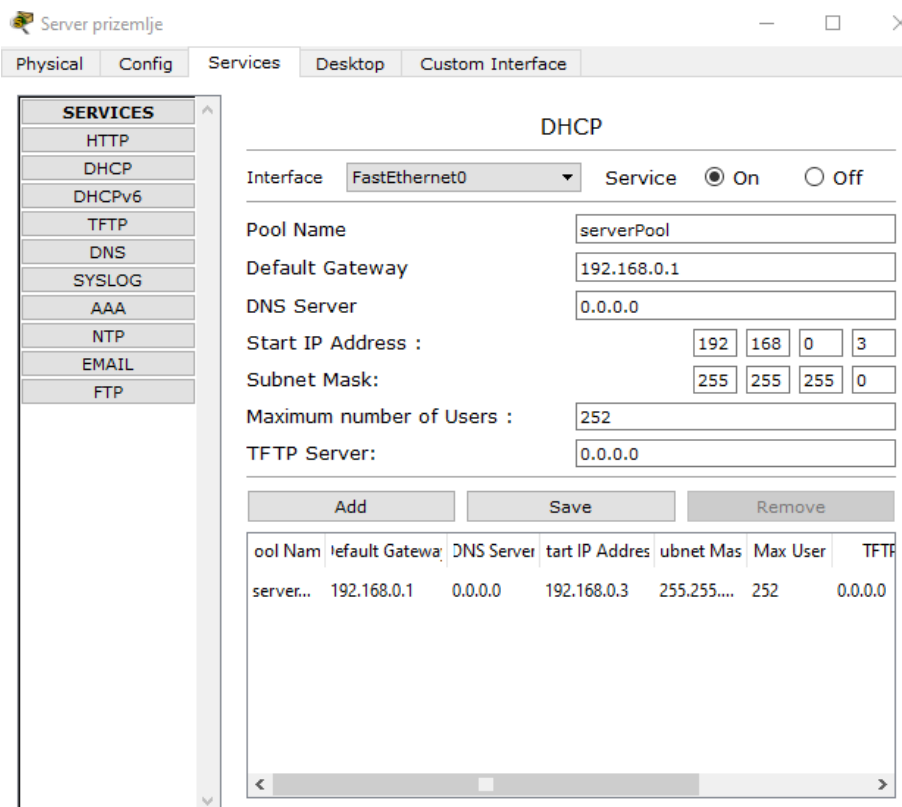 Server prizemlje
Physical Config Services Desktop Custom Interface
SERVICES
HTTP
DHCP
DHCPv6
TFTP
DNS
SYSLOG
AAA
NTP
EMAIL
FTP
DHCP
Interface FastEthernet0 Service On Off
Pool Name serverPool
Default Gateway 192.168.0.1
DNS Server 0.0.0.0
Start IP Address : 192 168 0 3
Subnet Mask: 255 255 255 0
Maximum number of Users : 252
TFTP Server: 0.0.0.0
Add Save Remove
ool Nam efault Gateway DNS Server tart IP Addres ubnet Mas Max User TFTP
server... 192.168.0.1 0.0.0.0 192.168.0.3 255.255.... 252 0.0.0.0